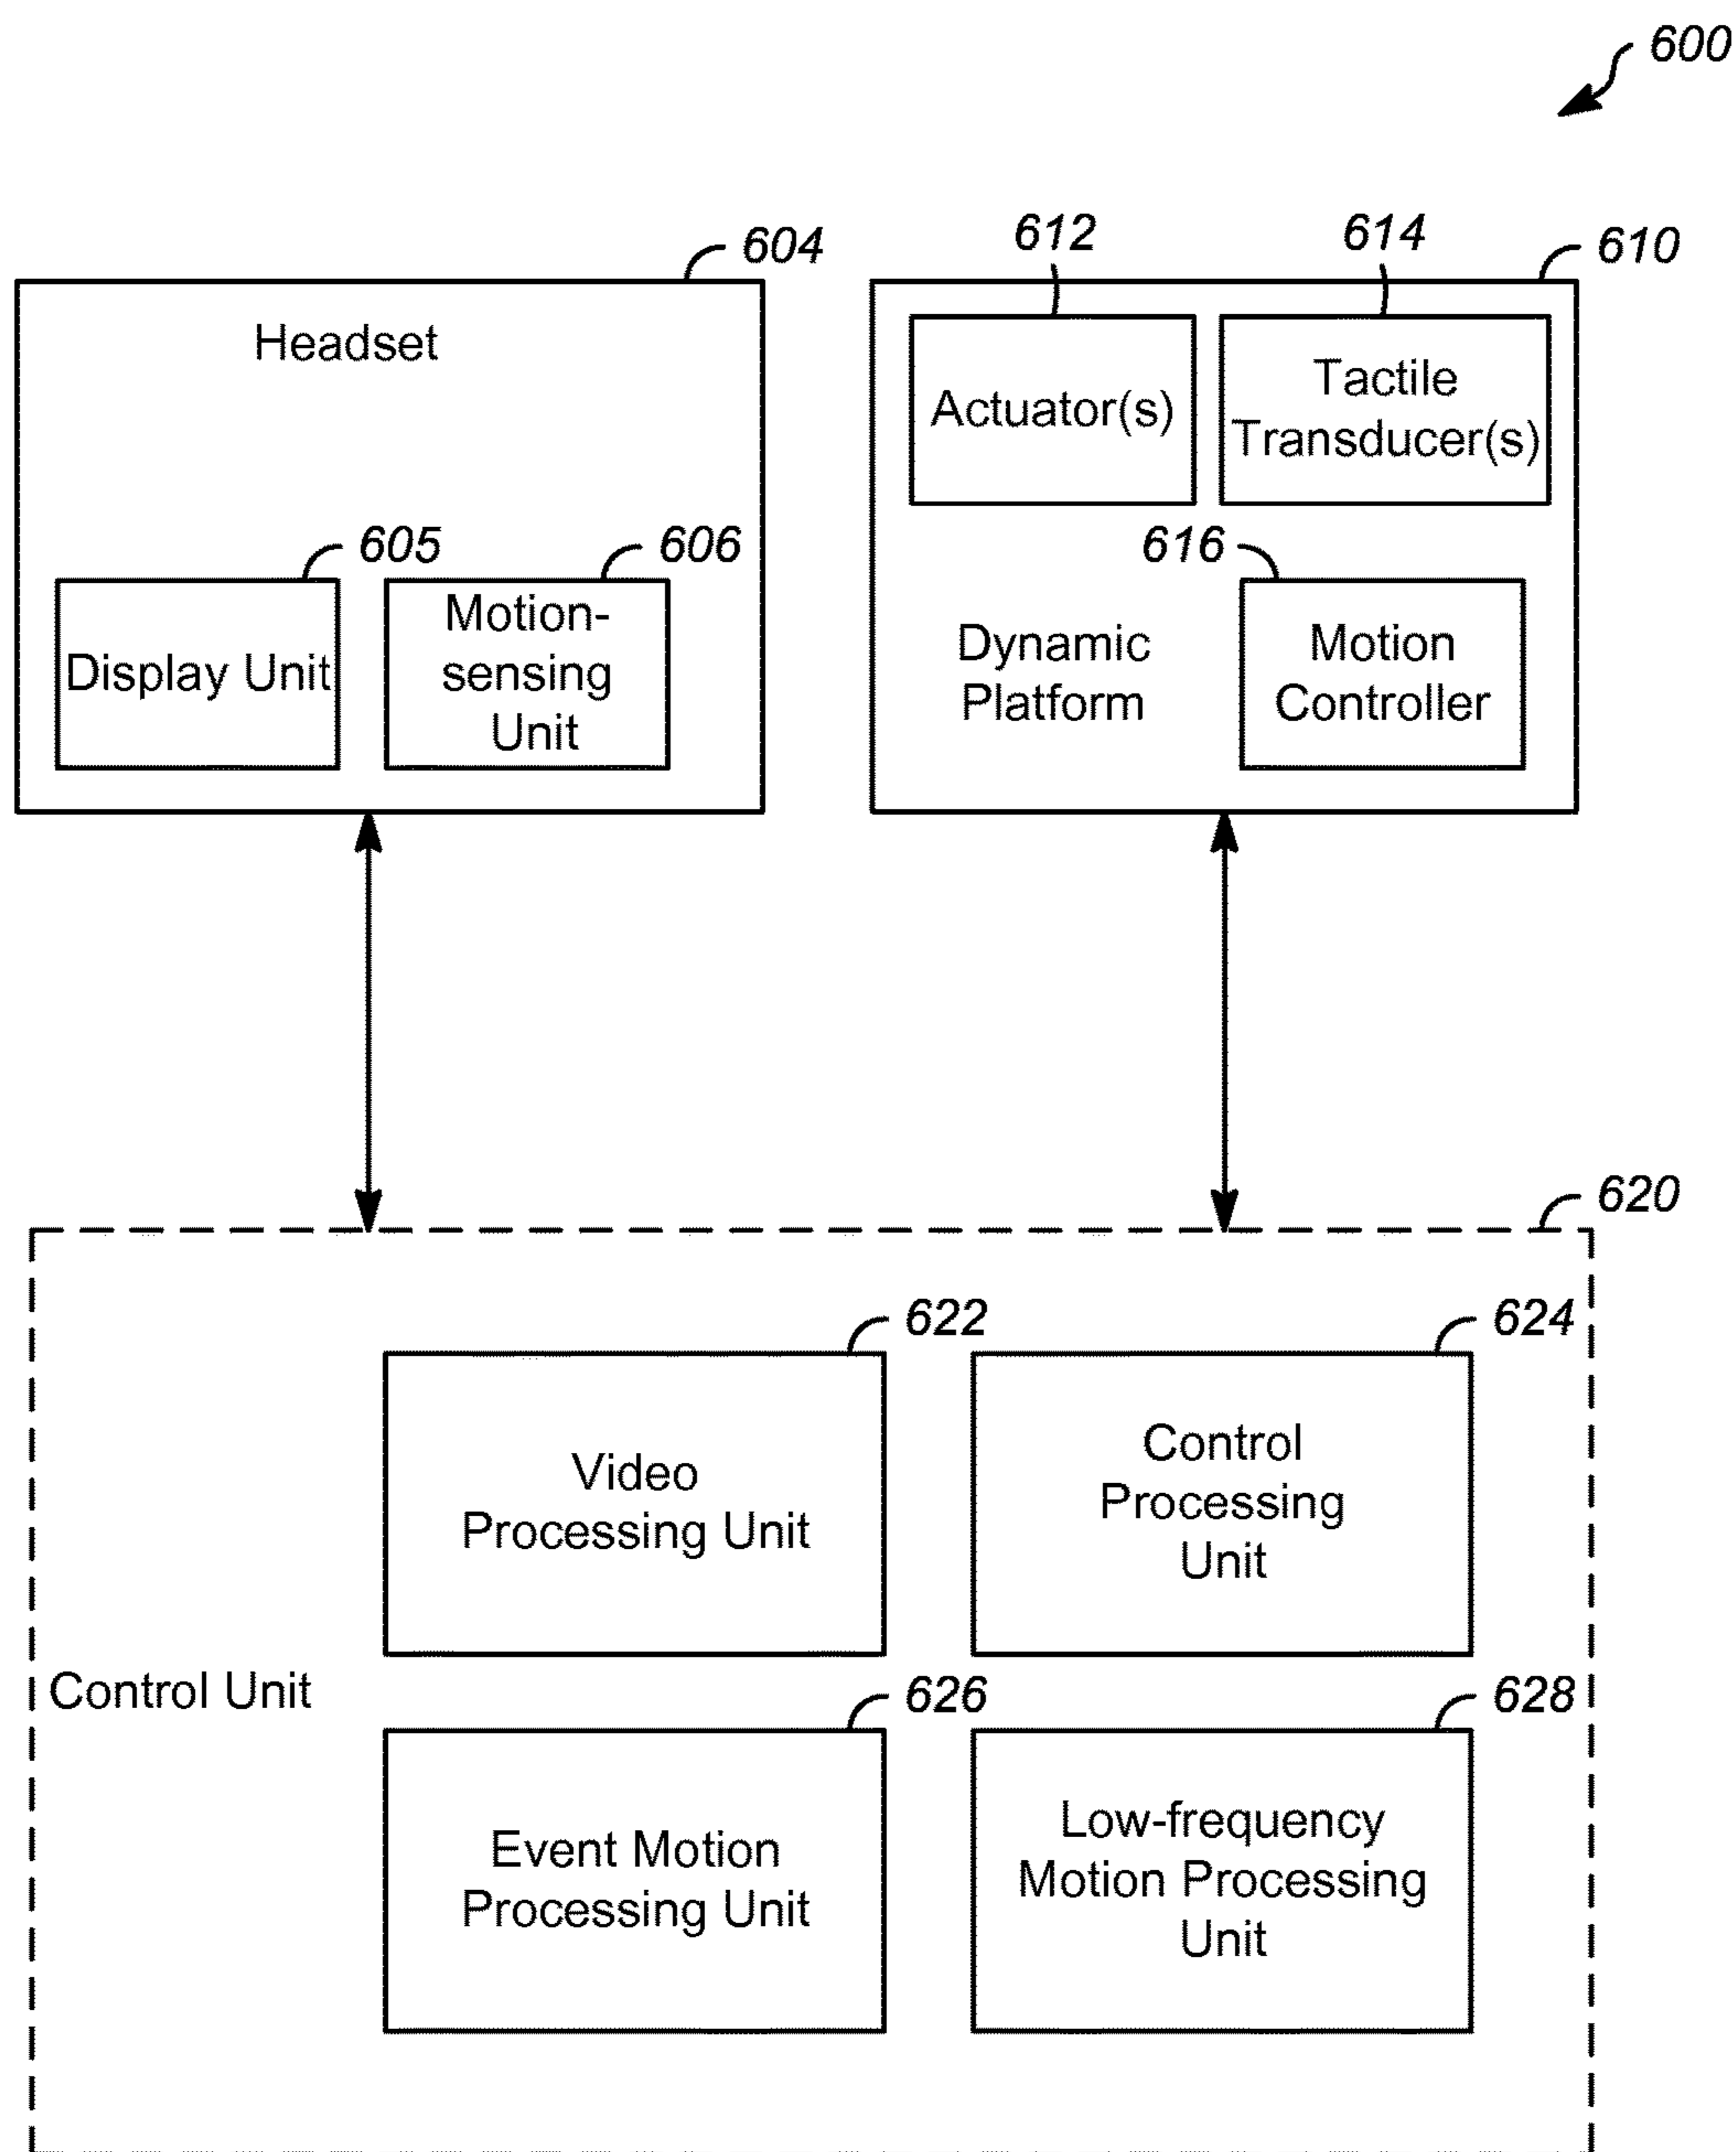 600
604
612
614
610
Headset
Actuator(s)
Tactile
Transducer(s)
605
606
616
Display Unit
Motion-
sensing
Unit
Dynamic
Platform
Motion
Controller
620
622
624
Video
Processing Unit
Control
Processing
Unit
Control Unit
626
628
Event Motion
Processing Unit
Low-frequency
Motion Processing
Unit